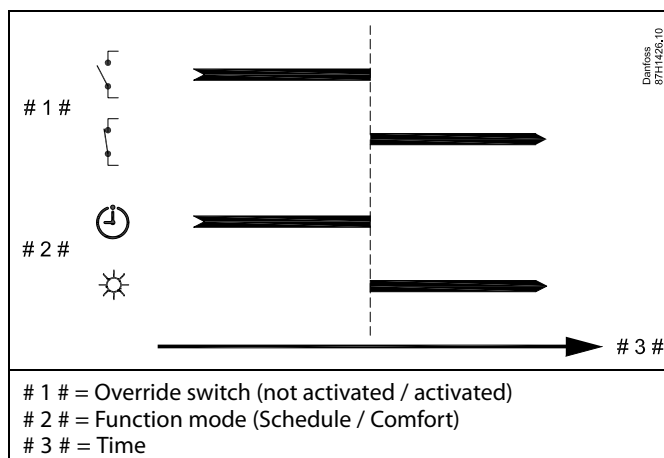 Danfoss
87H1426.10
# 1 #
# 2 #
# 3 #
# 1 # = Override switch (not activated / activated)
# 2 # = Function mode (Schedule / Comfort)
# 3 # = Time